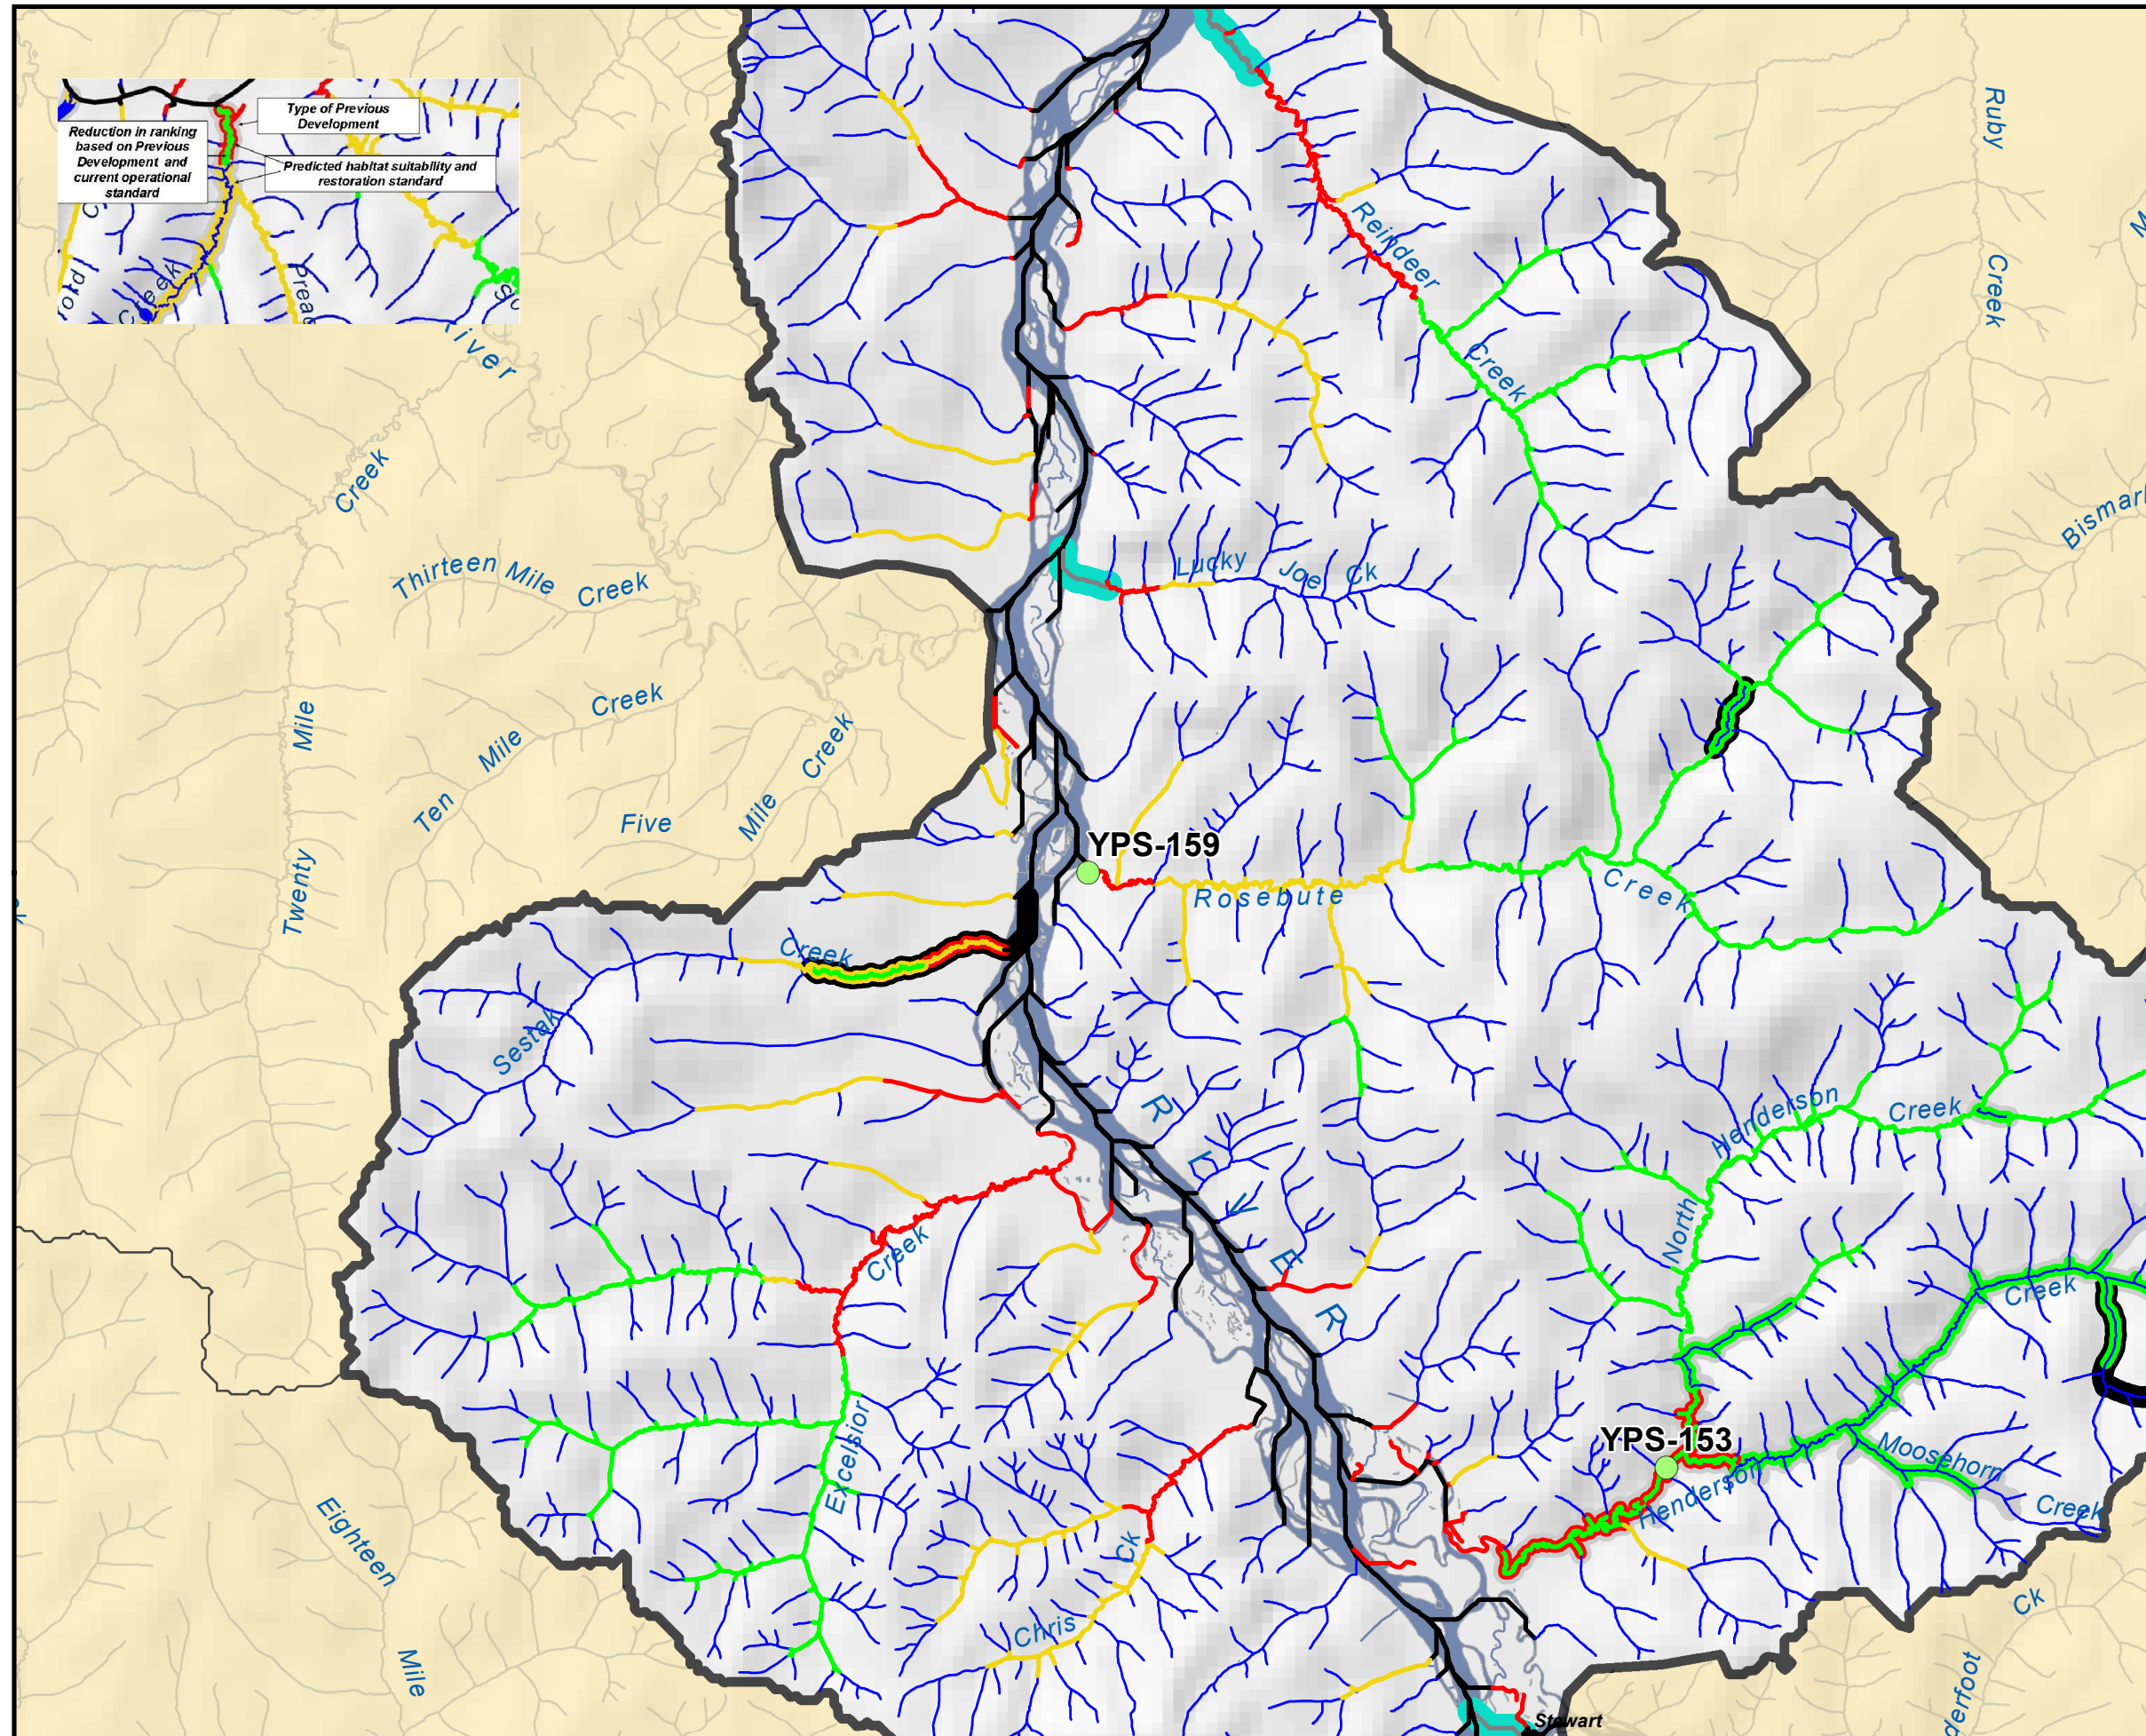 Type of Previous
Development
Reduction in ranking
based on Previous
Development and
current operational
standard
Predicted habitat suitability and
restoration standard
Creek
River
Ruby
Creek
Reindeer
Creek
Creek
Thirteen Mile Creek
Lucky Joe Ck
Ten Mile Creek
Five Mile Creek
Twenty Mile
YPS-159
Rosebute
Creek
Creek
Sestak
RIVER
North Henderson Creek
Creek
Creek
Excelsior
YPS-153
Henderson
Moosehorn
Creek
Eighteen
Mile
Chris
Ck
Ck
Stewart